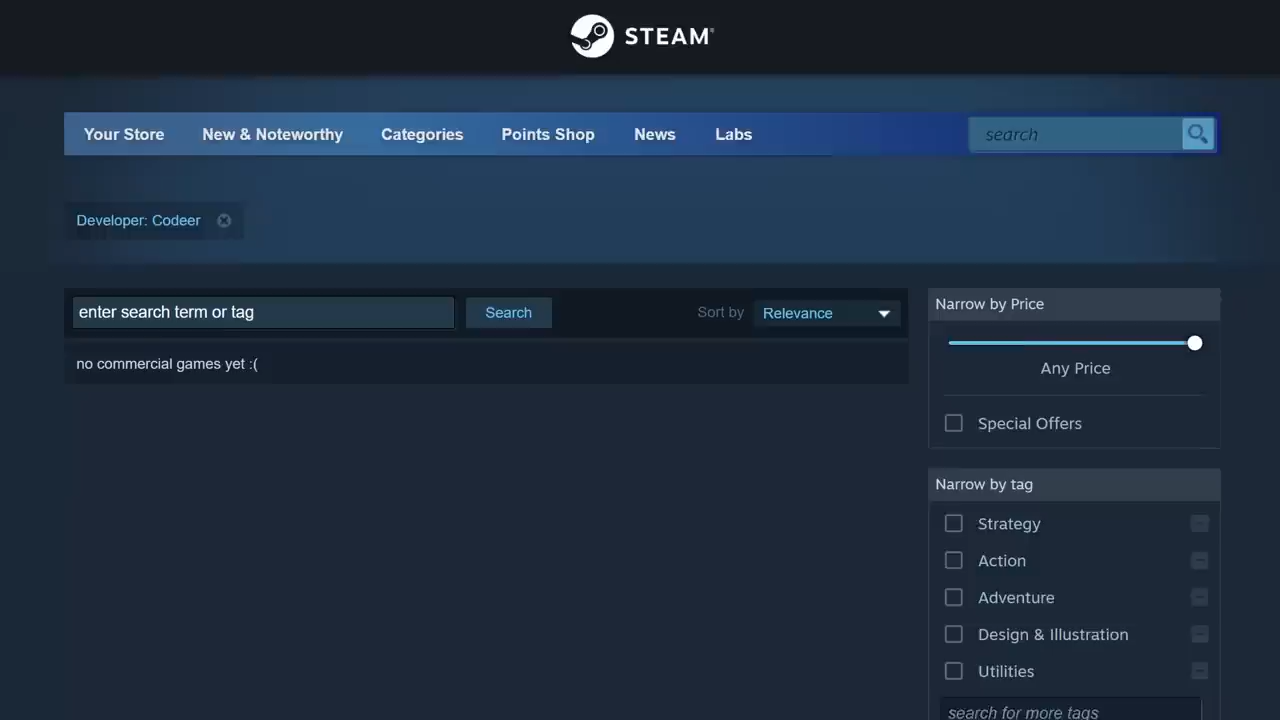 STEAM
Your Store New & Noteworthy Categories Points Shop News Labs search
Developer: Codeer
enter search term or tag Search Sort by Relevance
no commercial games yet :(
Narrow by Price
Any Price
Special Offers
Narrow by tag
Strategy
Action
Adventure
Design & Illustration
Utilities
search for more tags